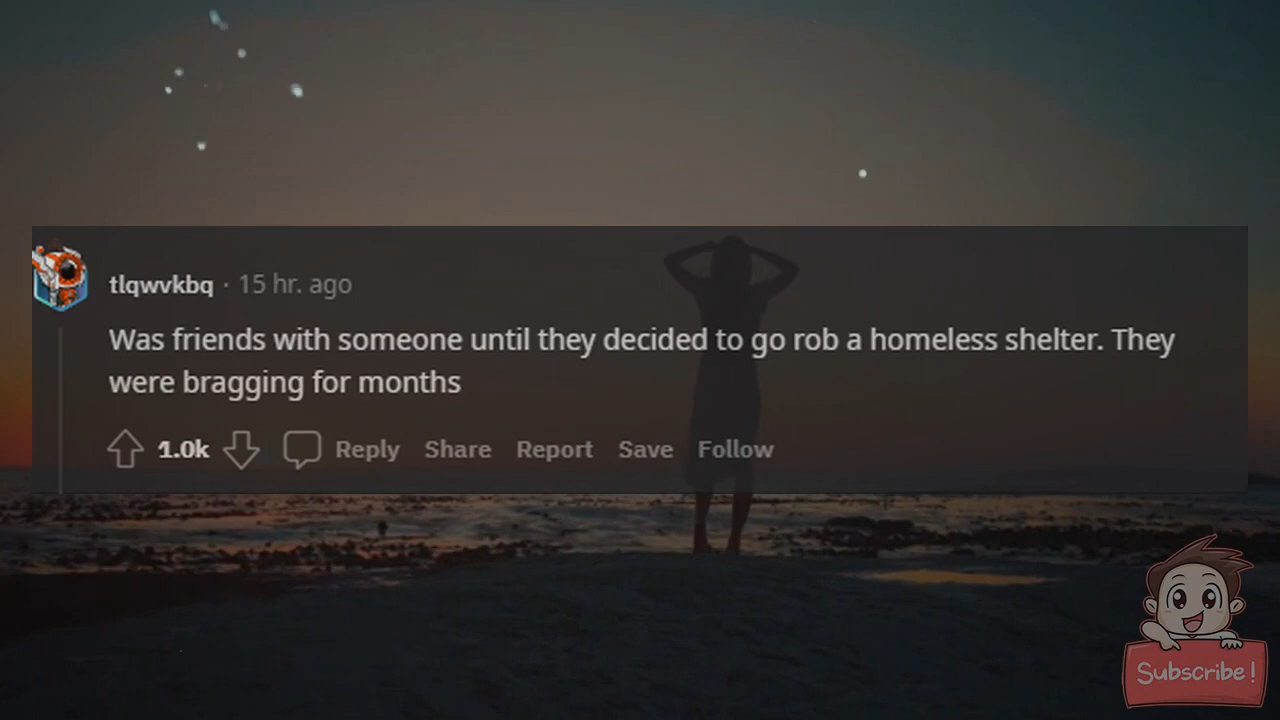 tlqwvkbq · 15 hr. ago
Was friends with someone until they decided to go rob a homeless shelter. They
were bragging for months
1.0k Reply Share Report Save Follow
Subscribe!